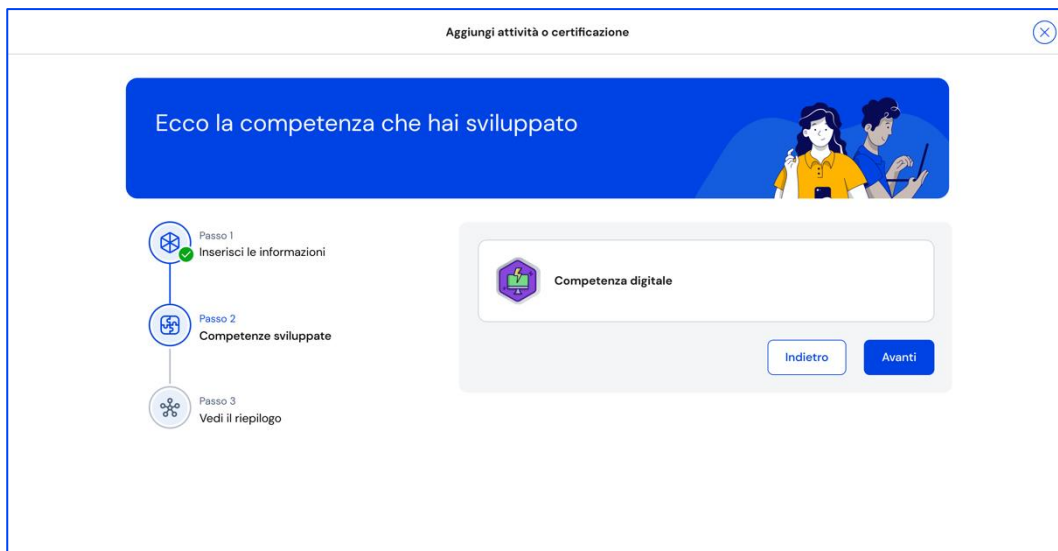 Aggiungi attività o certificazione
Ecco la competenza che hai sviluppato
Passo 1
Inserisci le informazioni
Passo 2
Competenze sviluppate
Passo 3
Vedi il riepilogo
Competenza digitale
Indietro
Avanti